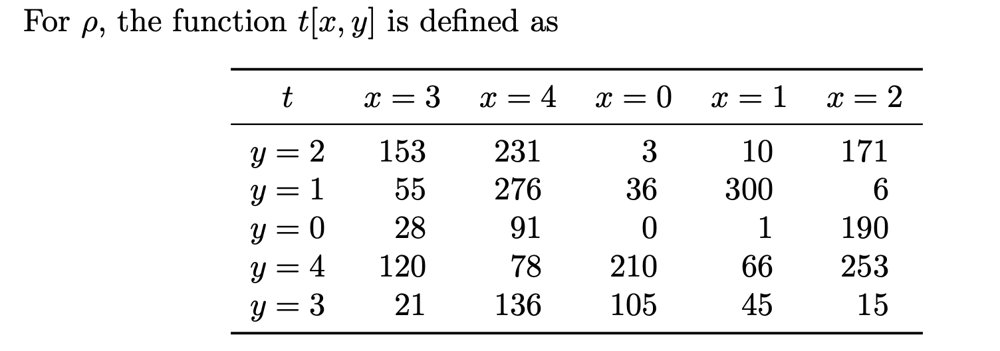 For ρ, the function t[x, y] is defined as
t x = 3 x = 4 x = 0 x = 1 x = 2
y = 2 153 231 3 10 171
y = 1 55 276 36 300 6
y = 0 28 91 0 1 190
y = 4 120 78 210 66 253
y = 3 21 136 105 45 15